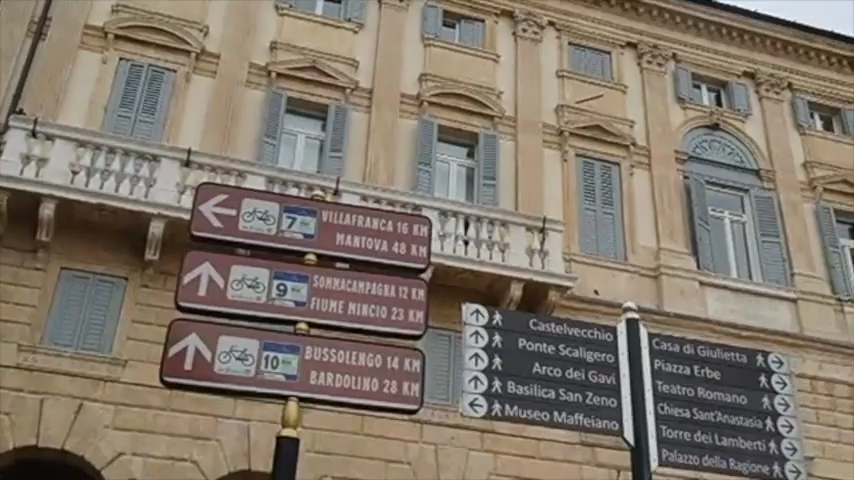 7 VILLAFRANCA 16 KM
MANTOVA 48 KM
9 SOMMACAMPAGNA 12 KM
FIUME MINCIO 23 KM
10 BUSSOLENGO 14 KM
BARDOLINO 28 KM
Castelvecchio
Ponte Scaligero
Arco dei Gavi
Basilica San Zeno
Museo Maffeiano
Casa di Giulietta
Piazza Erbe
Teatro Romano
Chiesa Sant'Anastasia
Torre dei Lamberti
Palazzo della Ragione